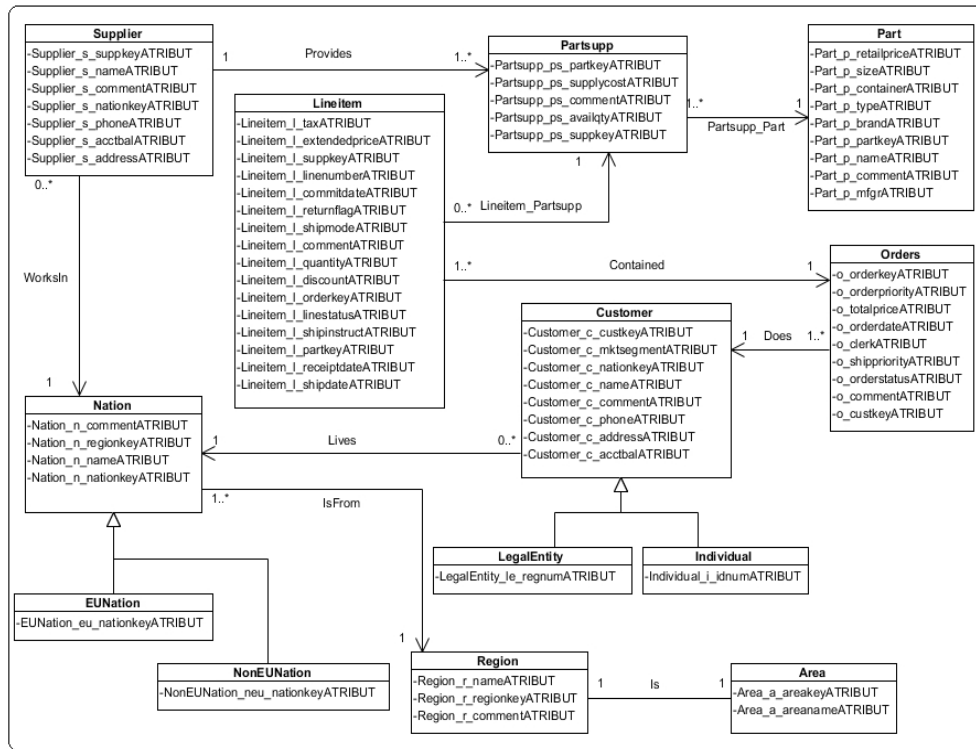 Supplier
-Supplier_s_suppkeyATRIBUT
-Supplier_s_nameATRIBUT
-Supplier_s_commentATRIBUT
-Supplier_s_nationkeyATRIBUT
-Supplier_s_phoneATRIBUT
-Supplier_s_acctbalATRIBUT
-Supplier_s_addressATRIBUT
1
Provides
1..*
Partsupp
-Partsupp_ps_partkeyATRIBUT
-Partsupp_ps_supplycostATRIBUT
-Partsupp_ps_commentATRIBUT
-Partsupp_ps_availqtyATRIBUT
-Partsupp_ps_suppkeyATRIBUT
1..*
Partsupp_Part
1
Part
-Part_p_retailpriceATRIBUT
-Part_p_sizeATRIBUT
-Part_p_containerATRIBUT
-Part_p_typeATRIBUT
-Part_p_brandATRIBUT
-Part_p_partkeyATRIBUT
-Part_p_nameATRIBUT
-Part_p_commentATRIBUT
-Part_p_mfgrATRIBUT
Lineitem
-Lineitem_l_taxATRIBUT
-Lineitem_l_extendedpriceATRIBUT
-Lineitem_l_suppkeyATRIBUT
-Lineitem_l_linenumberATRIBUT
-Lineitem_l_commitdateATRIBUT
-Lineitem_l_returnflagATRIBUT
-Lineitem_l_shipmodeATRIBUT
-Lineitem_l_commentATRIBUT
-Lineitem_l_quantityATRIBUT
-Lineitem_l_discountATRIBUT
-Lineitem_l_orderkeyATRIBUT
-Lineitem_l_linestatusATRIBUT
-Lineitem_l_shipinstructATRIBUT
-Lineitem_l_partkeyATRIBUT
-Lineitem_l_receiptdateATRIBUT
-Lineitem_l_shipdateATRIBUT
1
0..*
Lineitem_Partsupp
0..*
WorksIn
1
1..*
Contained
1
Orders
-o_orderkeyATRIBUT
-o_orderpriorityATRIBUT
-o_totalpriceATRIBUT
-o_orderdateATRIBUT
-o_clerkATRIBUT
-o_shippriorityATRIBUT
-o_orderstatusATRIBUT
-o_commentATRIBUT
-o_custkeyATRIBUT
Customer
-Customer_c_custkeyATRIBUT
-Customer_c_mktsegmentATRIBUT
-Customer_c_nationkeyATRIBUT
-Customer_c_nameATRIBUT
-Customer_c_commentATRIBUT
-Customer_c_phoneATRIBUT
-Customer_c_addressATRIBUT
-Customer_c_acctbalATRIBUT
1
Does
1..*
Nation
-Nation_n_commentATRIBUT
-Nation_n_regionkeyATRIBUT
-Nation_n_nameATRIBUT
-Nation_n_nationkeyATRIBUT
1
Lives
0..*
1..*
IsFrom
1
LegalEntity
-LegalEntity_le_regnumATRIBUT
Individual
-Individual_i_idnumATRIBUT
EUNation
-EUNation_eu_nationkeyATRIBUT
NonEUNation
-NonEUNation_neu_nationkeyATRIBUT
Region
-Region_r_nameATRIBUT
-Region_r_regionkeyATRIBUT
-Region_r_commentATRIBUT
1
Is
1
Area
-Area_a_areakeyATRIBUT
-Area_a_areanameATRIBUT